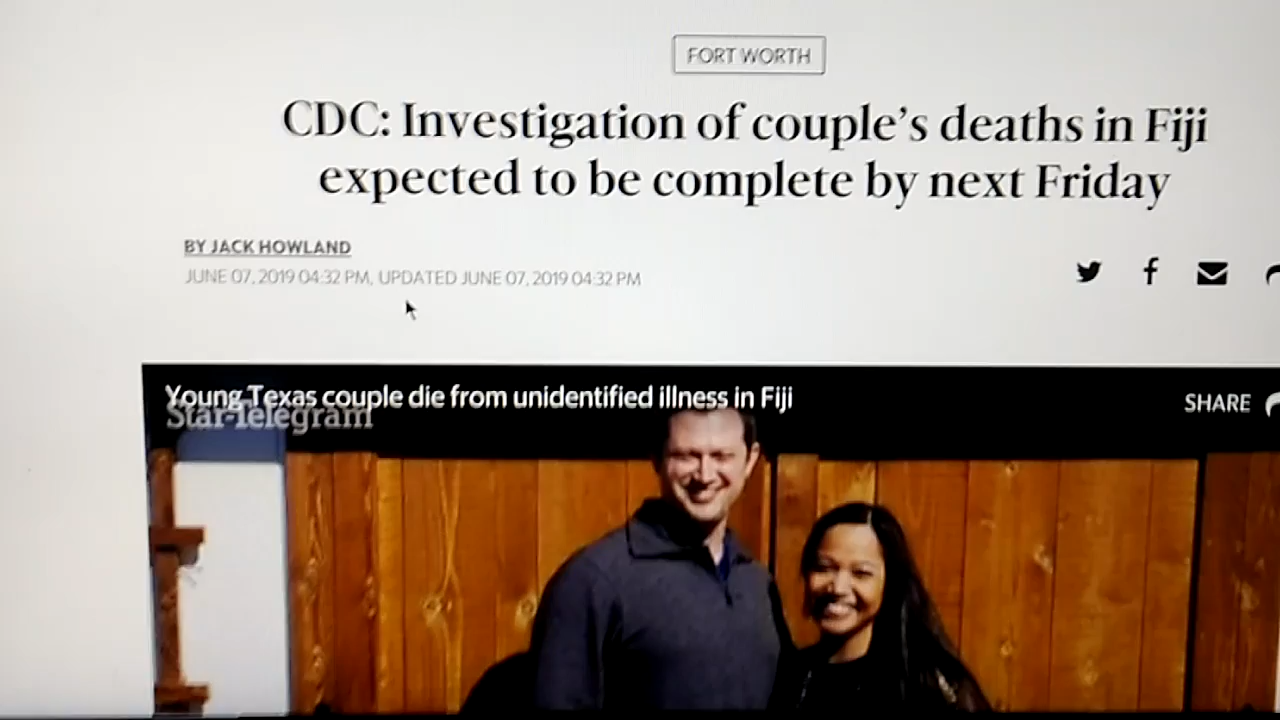 FORT WORTH
CDC: Investigation of couple's deaths in Fiji
expected to be complete by next Friday
BY JACK HOWLAND
JUNE 07, 2019 04:32 PM, UPDATED JUNE 07, 2019 04:32 PM
Young Texas couple die from unidentified illness in Fiji
Star-Telegram
SHARE